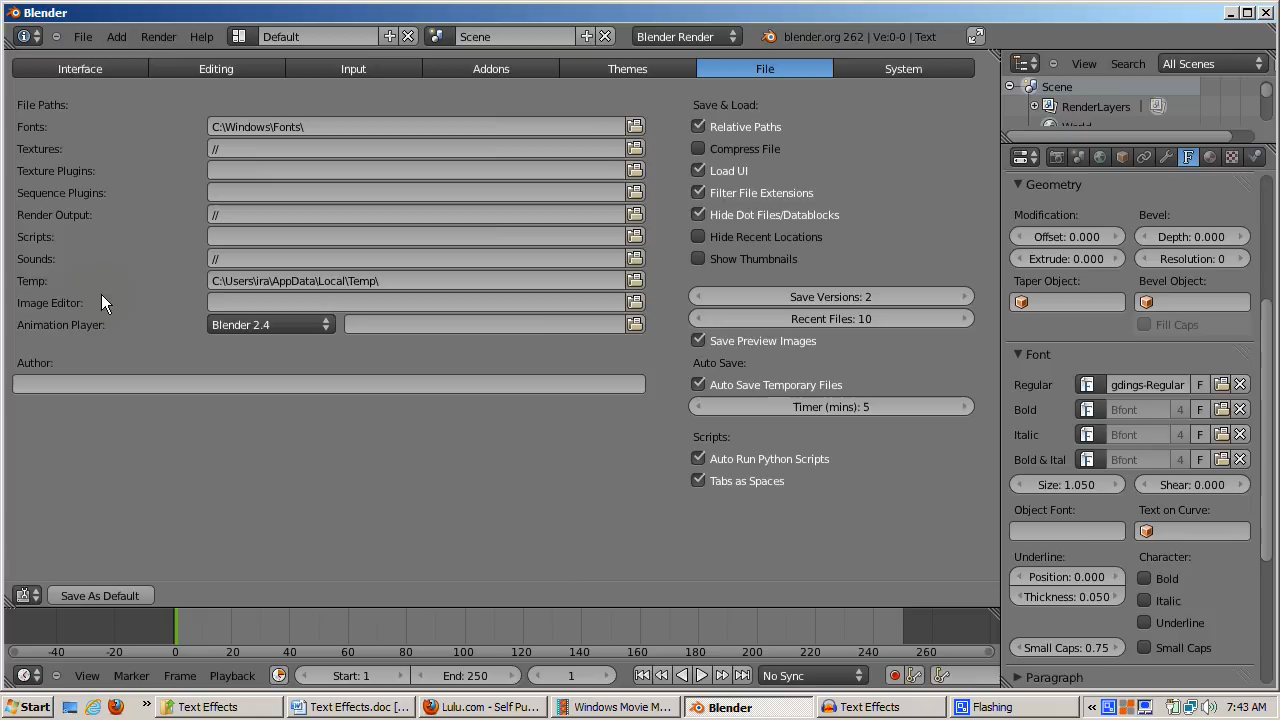 Blender
File Add Render Help Default Scene Blender Render blender.org 262 | Ve:0-0 | Text
View Search All Scenes
Interface Editing Input Addons Themes File System
Scene
RenderLayers |
World
File Paths:
Fonts: C:\Windows\Fonts\
Textures: //
Texture Plugins:
Sequence Plugins:
Render Output: //
Scripts:
Sounds: //
Temp: C:\Users\ira\AppData\Local\Temp\
Image Editor:
Animation Player: Blender 2.4
Author:
Save & Load:
Relative Paths
Compress File
Load UI
Filter File Extensions
Hide Dot Files/Datablocks
Hide Recent Locations
Show Thumbnails
Save Versions: 2
Recent Files: 10
Save Preview Images
Auto Save:
Auto Save Temporary Files
Timer (mins): 5
Scripts:
Auto Run Python Scripts
Tabs as Spaces
Geometry
Modification: Bevel:
Offset: 0.000 Depth: 0.000
Extrude: 0.000 Resolution: 0
Taper Object: Bevel Object:
Fill Caps
Font
Regular F gdings-Regular F
Bold F Bfont 4 F
Italic F Bfont 4 F
Bold & Ital F Bfont 4 F
Size: 1.050 Shear: 0.000
Object Font: Text on Curve:
Underline: Character:
Position: 0.000 Bold
Thickness: 0.050 Italic
Underline
Small Caps: 0.75 Small Caps
Paragraph
Save As Default
-40 -20 0 20 40 60 80 100 120 140 160 180 200 220 240 260
View Marker Frame Playback Start: 1 End: 250 1 No Sync
Start » Text Effects Text Effects.doc [... Lulu.com - Self Pu... Windows Movie M... Blender TextEffects Flashing « 7:43 AM